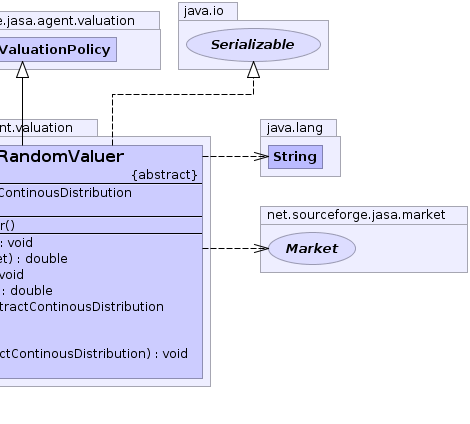 e.jasa.agent.valuation
ValuationPolicy
java.io
Serializable
nt.valuation
RandomValuer
{abstract}
ContinousDistribution
r()
: void
et) : double
void
: double
tractContinousDistribution
ctContinousDistribution) : void
java.lang
String
net.sourceforge.jasa.market
Market